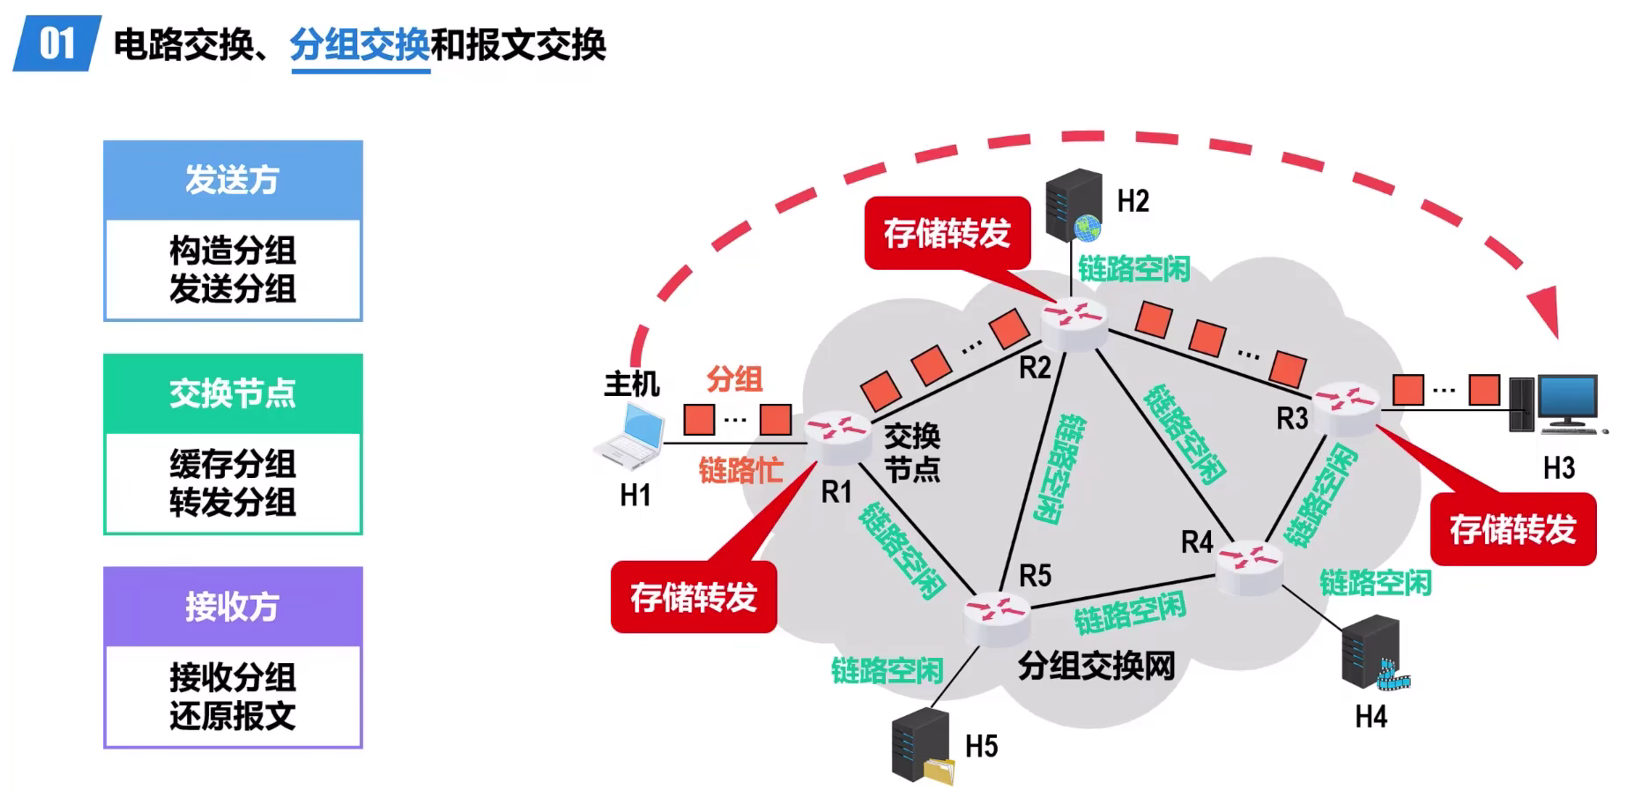 01 电路交换、分组交换和报文交换
发送方
构造分组
发送分组
交换节点
缓存分组
转发分组
接收方
接收分组
还原报文
H2
存储转发
链路空闲
R2
主机
分组
…
链路忙
H1
R1
交换
节点
…
…
R3
…
H3
链路空闲
链路空闲
链路空闲
链路空闲
存储转发
存储转发
R4
R5
链路空闲
链路空闲
链路空闲
分组交换网
H4
H5